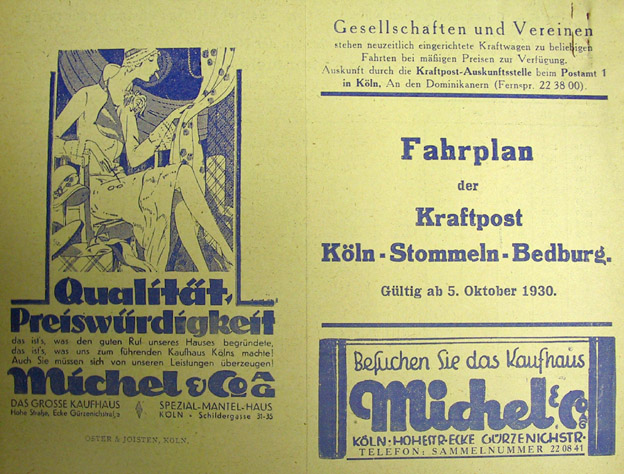 Qualität,
Preiswürdigkeit
das ist's, was den guten Ruf unseres Hauses begründete,
das ist's, was uns zum führenden Kaufhaus Kölns machte!
Auch Sie müssen sich von unseren Leistungen überzeugen!
Michel & Co AG
DAS GROSSE KAUFHAUS
Hohe Straße, Ecke Gürzenichstraße
SPEZIAL-MANTEL-HAUS
KÖLN - Schildergasse 31-35
OSTER & JOISTEN, KÖLN.
Gesellschaften und Vereinen
stehen neuzeitlich eingerichtete Kraftwagen zu beliebigen
Fahrten bei mäßigen Preisen zur Verfügung.
Auskunft durch die Kraftpost-Auskunftsstelle beim Postamt 1
in Köln, An den Dominikanern (Fernspr. 22 38 00).
Fahrplan
der
Kraftpost
Köln-Stommeln-Bedburg.
Gültig ab 5. Oktober 1930.
Besuchen Sie das Kaufhaus
Michel & Co AG
KÖLN·HOHESTR·ECKE GÜRZENICHSTR·
TELEFON: SAMMELNUMMER 22 08 41